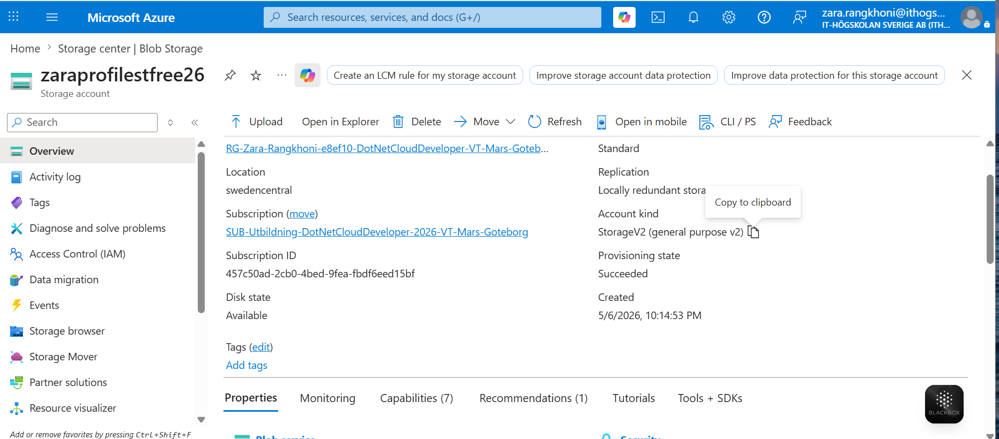 Microsoft Azure
Search resources, services, and docs (G+/)
zara.rangkhoni@ithogs...
IT-HÖGSKOLAN SVERIGE AB (ITH...
Home > Storage center | Blob Storage
zaraprofilestfree26
Storage account
Create an LCM rule for my storage account
Improve storage account data protection
Improve data protection for this storage account
Search
Upload
Open in Explorer
Delete
Move
Refresh
Open in mobile
CLI / PS
Feedback
Overview
Activity log
Tags
Diagnose and solve problems
Access Control (IAM)
Data migration
Events
Storage browser
Storage Mover
Partner solutions
Resource visualizer
Add or remove favorites by pressing Ctrl+Shift+F
RG-Zara-Rangkhoni-e8ef10-DotNetCloudDeveloper-VT-Mars-Goteb...
Location
swedencentral
Subscription (move)
SUB-Utbildning-DotNetCloudDeveloper-2026-VT-Mars-Goteborg
Subscription ID
457c50ad-2cb0-4bed-9fea-fbdf6eed15bf
Disk state
Available
Tags (edit)
Add tags
Standard
Replication
Locally redundant stora
Copy to clipboard
Account kind
StorageV2 (general purpose v2)
Provisioning state
Succeeded
Created
5/6/2026, 10:14:53 PM
Properties
Monitoring
Capabilities (7)
Recommendations (1)
Tutorials
Tools + SDKs
BLACKBOX
Blob service
Security